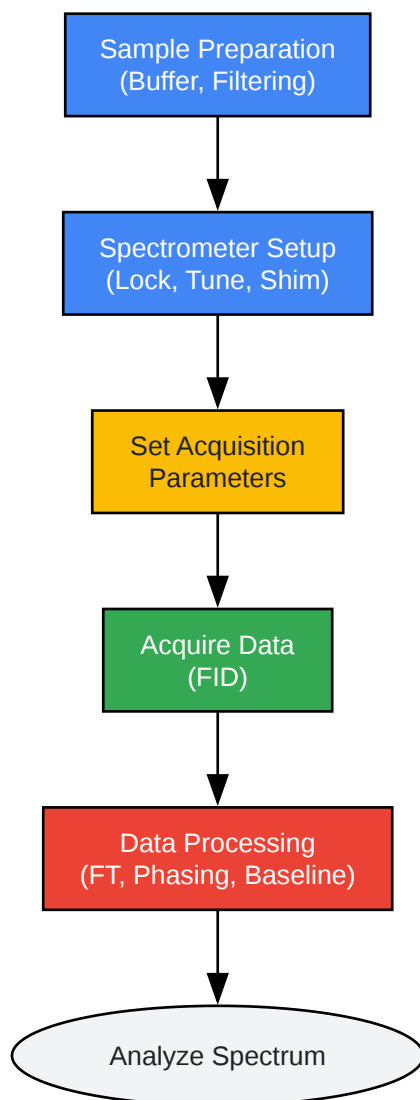 Sample Preparation
(Buffer, Filtering)
Spectrometer Setup
(Lock, Tune, Shim)
Set Acquisition
Parameters
Acquire Data
(FID)
Data Processing
(FT, Phasing, Baseline)
Analyze Spectrum